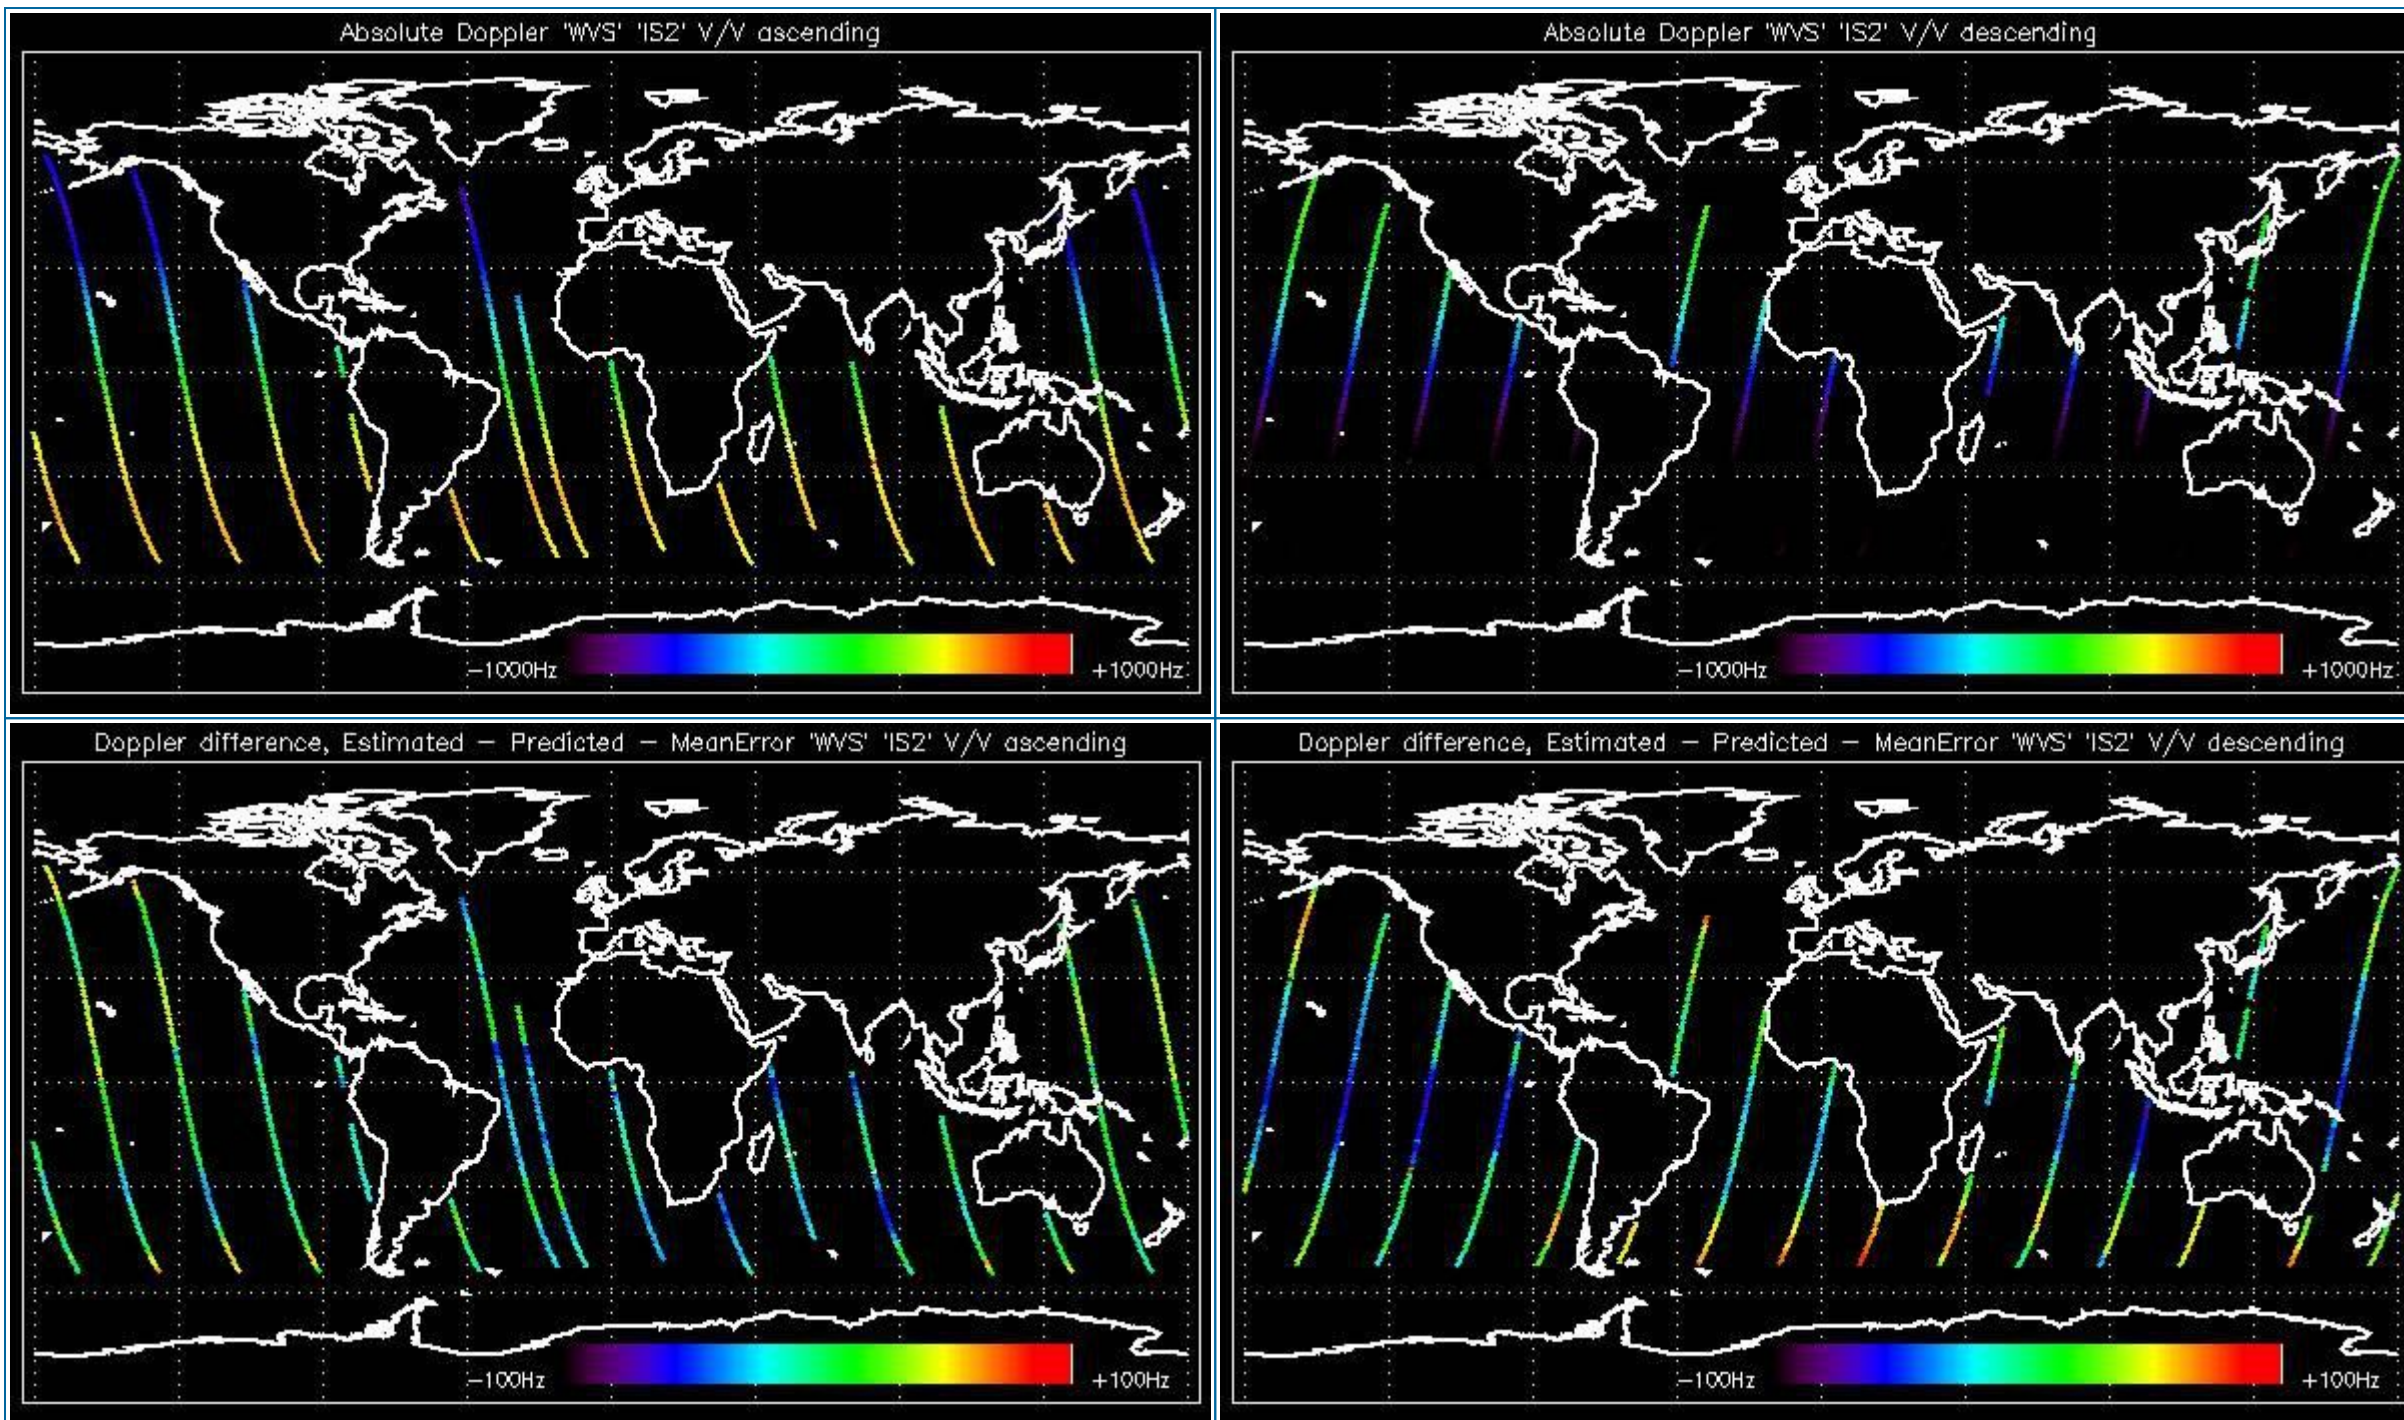 Absolute Doppler 'WVS' 'IS2' V/V ascending
-1000Hz
+1000Hz
Absolute Doppler 'WVS' 'IS2' V/V descending
-1000Hz
+1000Hz
Doppler difference, Estimated - Predicted - MeanError 'WVS' 'IS2' V/V ascending
-100Hz
+100Hz
Doppler difference, Estimated - Predicted - MeanError 'WVS' 'IS2' V/V descending
-100Hz
+100Hz